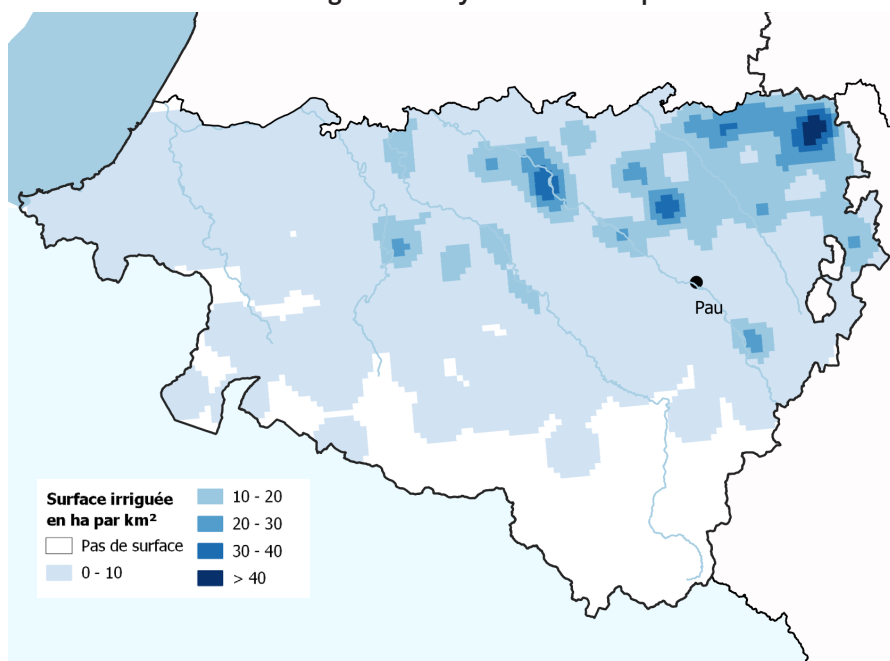 Pau
Surface irriguée
en ha par km²
Pas de surface
0 - 10
10 - 20
20 - 30
30 - 40
> 40